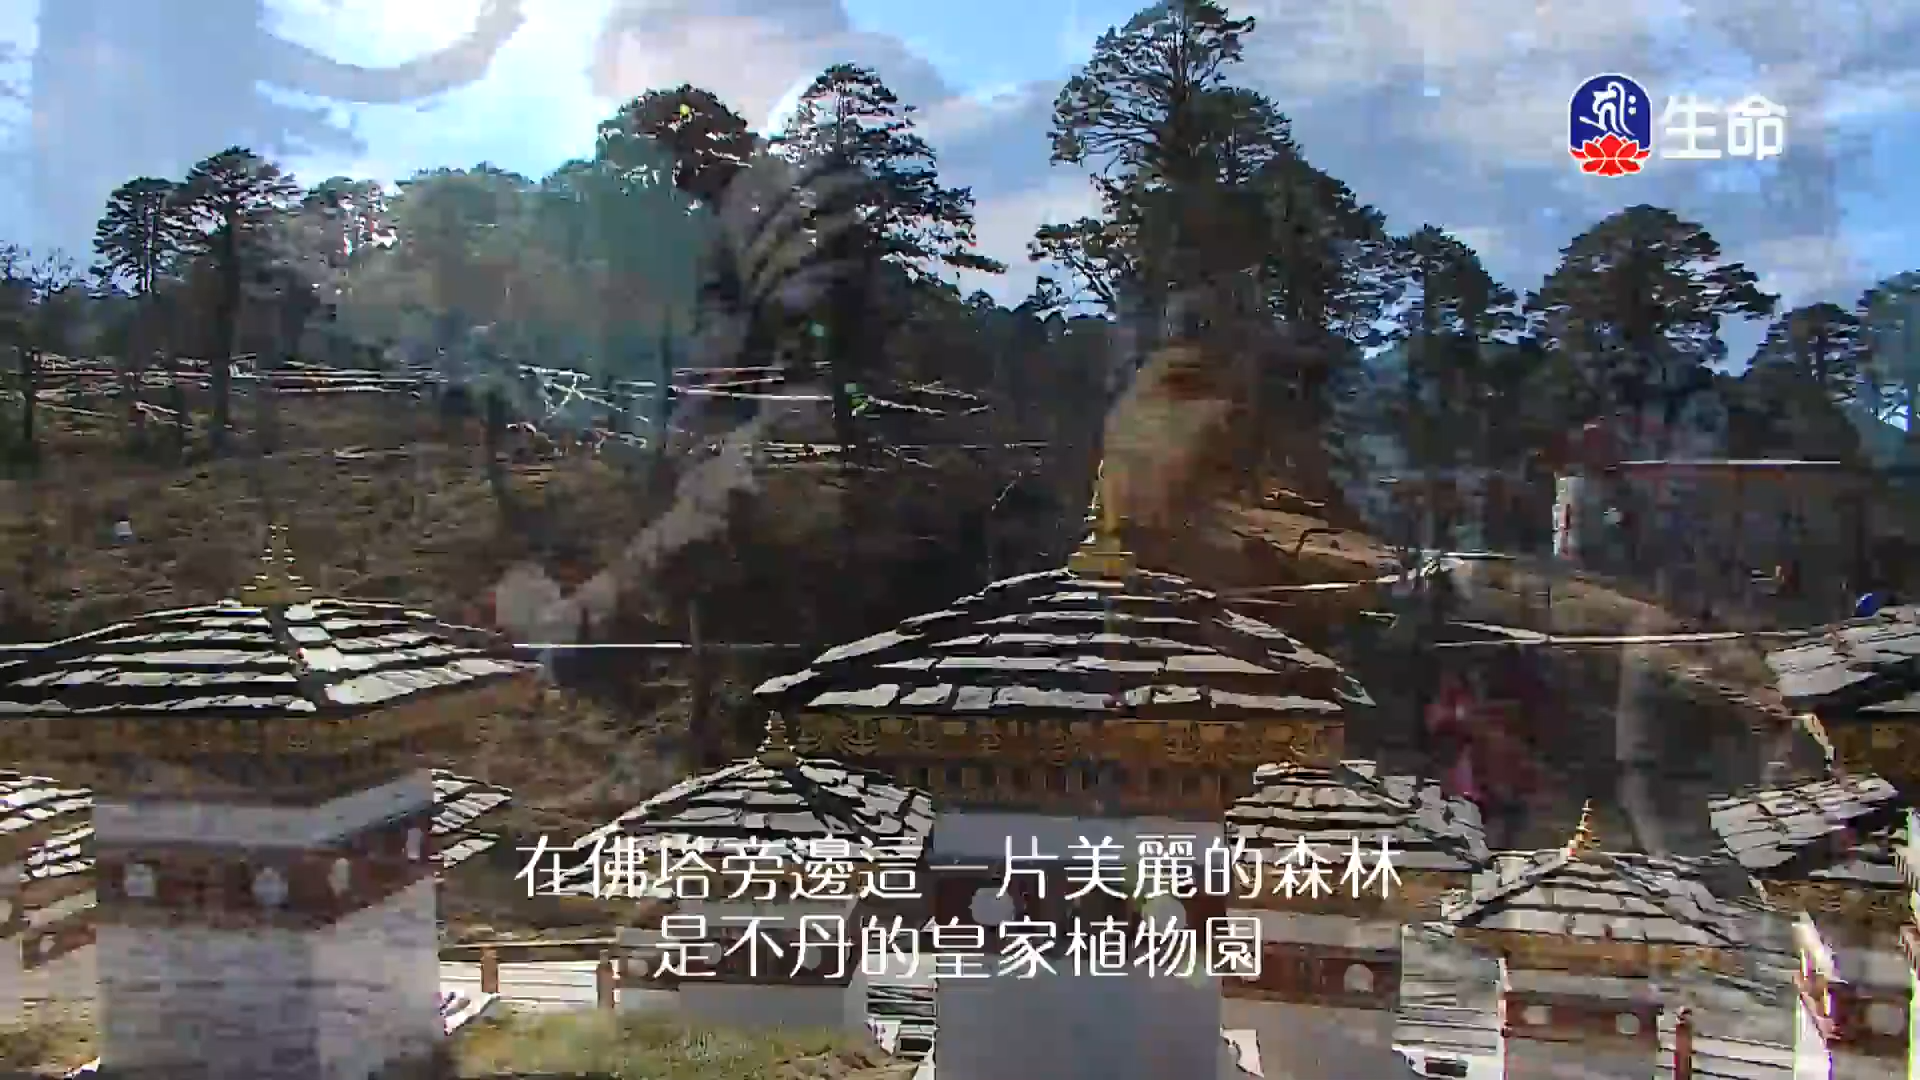 生命
在佛塔旁邊這一片美麗的森林
是不丹的皇家植物園